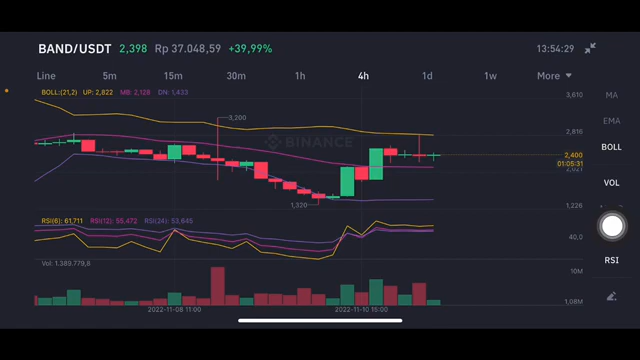 BAND/USDT 2,398 Rp 37.048,59 +39,99% 13:54:29
Line 5m 15m 30m 1h 4h 1d 1w More
BOLL:(21,2) UP: 2,822 MB: 2,128 DN: 1,433
3,610
MA
3,200
EMA
2,816
BINANCE
BOLL
2,400
01:05:31
2,021
VOL
1,320
1,226
RSI(6): 61,711 RSI(12): 55,472 RSI(24): 53,645
40,0
RSI
Vol: 1.389.779,8
10M
1,08M
2022-11-08 11:00 2022-11-10 15:00